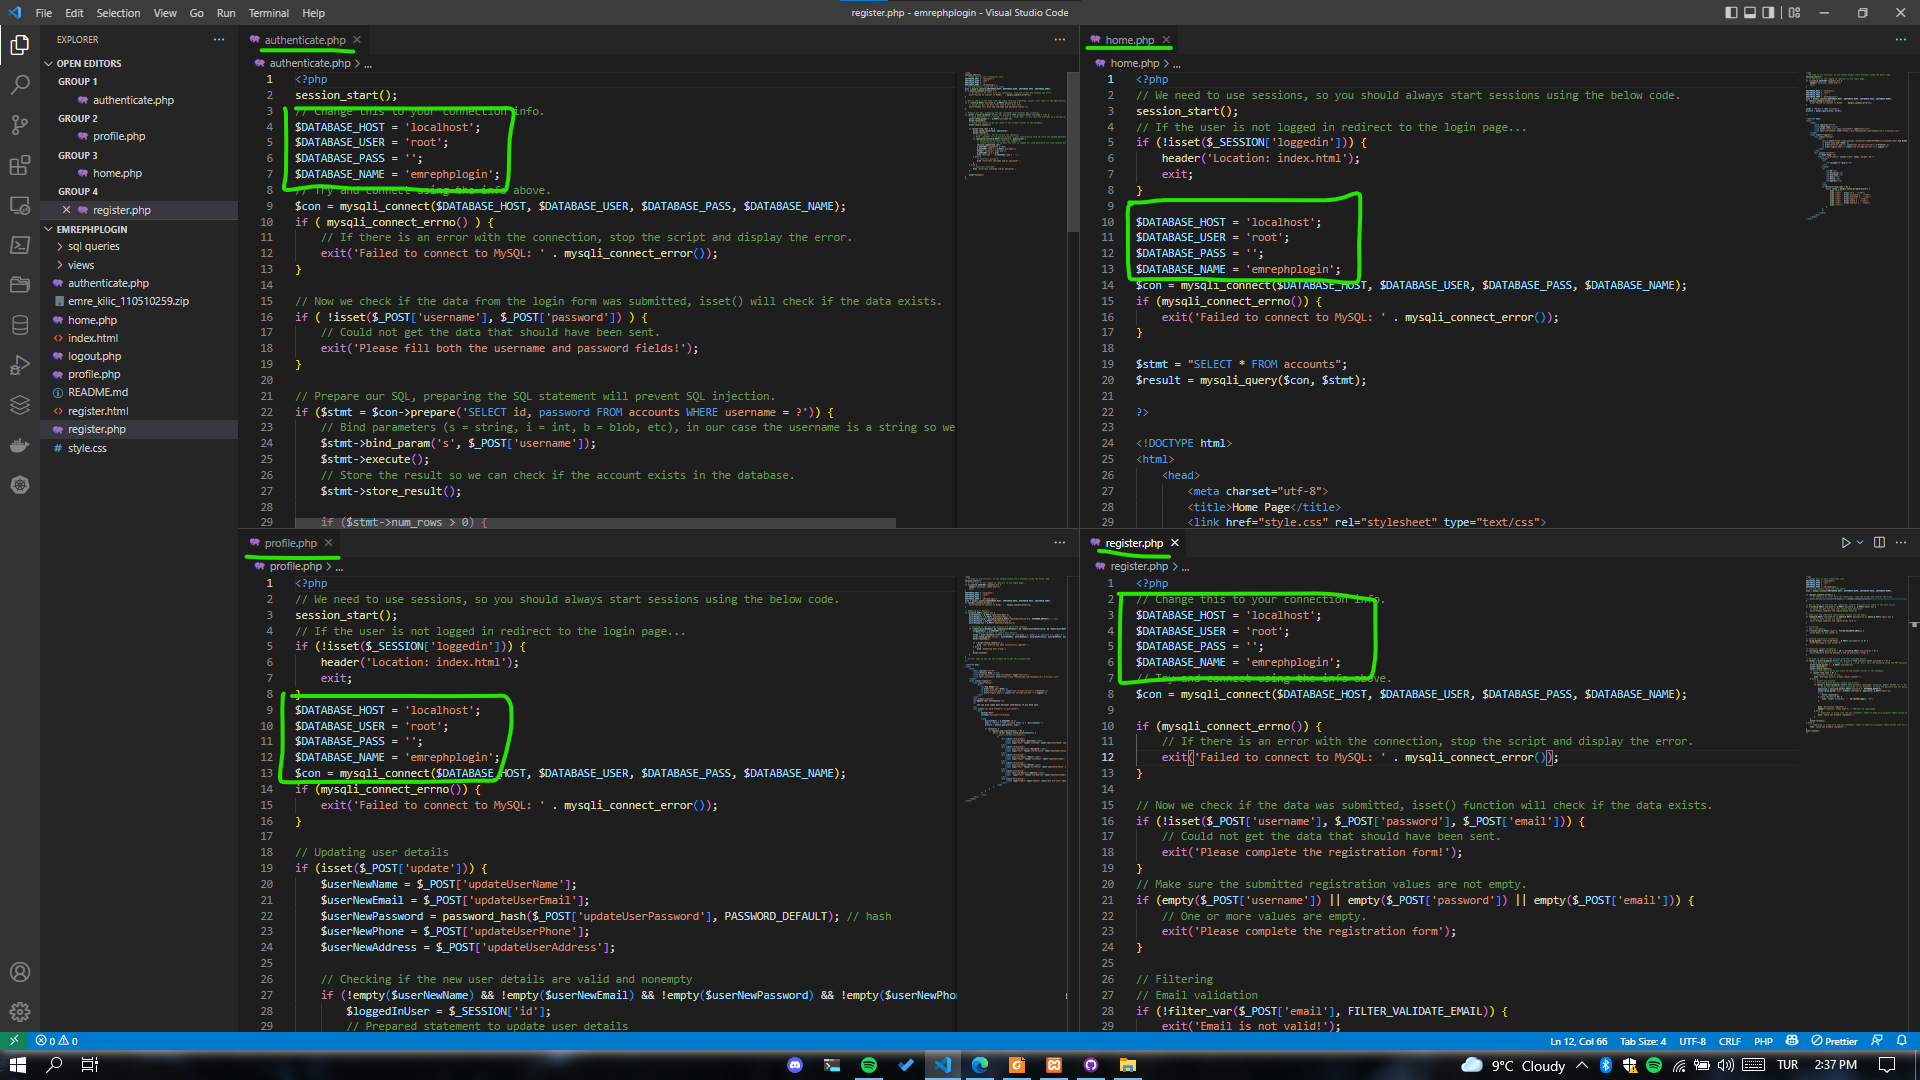 File Edit Selection View Go Run Terminal Help
register.php - emrephplogin - Visual Studio Code
EXPLORER
OPEN EDITORS
GROUP 1
authenticate.php
GROUP 2
profile.php
GROUP 3
home.php
GROUP 4
register.php
EMREPHPLOGIN
sql queries
views
authenticate.php
emre_kilic_110510259.zip
home.php
index.html
logout.php
profile.php
README.md
register.html
register.php
style.css
authenticate.php
authenticate.php > ...
1 <?php
2 session_start();
3 // Change this to your connection info.
4 $DATABASE_HOST = 'localhost';
5 $DATABASE_USER = 'root';
6 $DATABASE_PASS = '';
7 $DATABASE_NAME = 'emrephplogin';
8 // Try and connect using the info above.
9 $con = mysqli_connect($DATABASE_HOST, $DATABASE_USER, $DATABASE_PASS, $DATABASE_NAME);
10 if ( mysqli_connect_errno() ) {
11 // If there is an error with the connection, stop the script and display the error.
12 exit('Failed to connect to MySQL: ' . mysqli_connect_error());
13 }
14
15 // Now we check if the data from the login form was submitted, isset() will check if the data exists.
16 if ( !isset($_POST['username'], $_POST['password']) ) {
17 // Could not get the data that should have been sent.
18 exit('Please fill both the username and password fields!');
19 }
20
21 // Prepare our SQL, preparing the SQL statement will prevent SQL injection.
22 if ($stmt = $con->prepare('SELECT id, password FROM accounts WHERE username = ?')) {
23 // Bind parameters (s = string, i = int, b = blob, etc), in our case the username is a string so we
24 $stmt->bind_param('s', $_POST['username']);
25 $stmt->execute();
26 // Store the result so we can check if the account exists in the database.
27 $stmt->store_result();
28
29 if ($stmt->num_rows > 0) {
home.php
home.php > ...
1 <?php
2 // We need to use sessions, so you should always start sessions using the below code.
3 session_start();
4 // If the user is not logged in redirect to the login page...
5 if (!isset($_SESSION['loggedin'])) {
6 header('Location: index.html');
7 exit;
8 }
9
10 $DATABASE_HOST = 'localhost';
11 $DATABASE_USER = 'root';
12 $DATABASE_PASS = '';
13 $DATABASE_NAME = 'emrephplogin';
14 $con = mysqli_connect($DATABASE_HOST, $DATABASE_USER, $DATABASE_PASS, $DATABASE_NAME);
15 if (mysqli_connect_errno()) {
16 exit('Failed to connect to MySQL: ' . mysqli_connect_error());
17 }
18
19 $stmt = "SELECT * FROM accounts";
20 $result = mysqli_query($con, $stmt);
21
22 ?>
23
24 <!DOCTYPE html>
25 <html>
26 <head>
27 <meta charset="utf-8">
28 <title>Home Page</title>
29 <link href="style.css" rel="stylesheet" type="text/css">
profile.php
profile.php > ...
1 <?php
2 // We need to use sessions, so you should always start sessions using the below code.
3 session_start();
4 // If the user is not logged in redirect to the login page...
5 if (!isset($_SESSION['loggedin'])) {
6 header('Location: index.html');
7 exit;
8 }
9 $DATABASE_HOST = 'localhost';
10 $DATABASE_USER = 'root';
11 $DATABASE_PASS = '';
12 $DATABASE_NAME = 'emrephplogin';
13 $con = mysqli_connect($DATABASE_HOST, $DATABASE_USER, $DATABASE_PASS, $DATABASE_NAME);
14 if (mysqli_connect_errno()) {
15 exit('Failed to connect to MySQL: ' . mysqli_connect_error());
16 }
17
18 // Updating user details
19 if (isset($_POST['update'])) {
20 $userNewName = $_POST['updateUserName'];
21 $userNewEmail = $_POST['updateUserEmail'];
22 $userNewPassword = password_hash($_POST['updateUserPassword'], PASSWORD_DEFAULT); // hash
23 $userNewPhone = $_POST['updateUserPhone'];
24 $userNewAddress = $_POST['updateUserAddress'];
25
26 // Checking if the new user details are valid and nonempty
27 if (!empty($userNewName) && !empty($userNewEmail) && !empty($userNewPassword) && !empty($userNewPhon
28 $loggedInUser = $_SESSION['id'];
29 // Prepared statement to update user details
register.php
register.php > ...
1 <?php
2 // Change this to your connection info.
3 $DATABASE_HOST = 'localhost';
4 $DATABASE_USER = 'root';
5 $DATABASE_PASS = '';
6 $DATABASE_NAME = 'emrephplogin';
7 // Try and connect using the info above.
8 $con = mysqli_connect($DATABASE_HOST, $DATABASE_USER, $DATABASE_PASS, $DATABASE_NAME);
9
10 if (mysqli_connect_errno()) {
11 // If there is an error with the connection, stop the script and display the error.
12 exit('Failed to connect to MySQL: ' . mysqli_connect_error());
13 }
14
15 // Now we check if the data was submitted, isset() function will check if the data exists.
16 if (!isset($_POST['username'], $_POST['password'], $_POST['email'])) {
17 // Could not get the data that should have been sent.
18 exit('Please complete the registration form!');
19 }
20 // Make sure the submitted registration values are not empty.
21 if (empty($_POST['username']) || empty($_POST['password']) || empty($_POST['email'])) {
22 // One or more values are empty.
23 exit('Please complete the registration form');
24 }
25
26 // Filtering
27 // Email validation
28 if (!filter_var($_POST['email'], FILTER_VALIDATE_EMAIL)) {
29 exit('Email is not valid!');
0 0
Ln 12, Col 66 Tab Size: 4 UTF-8 CRLF PHP Prettier
9°C Cloudy TUR 2:37 PM